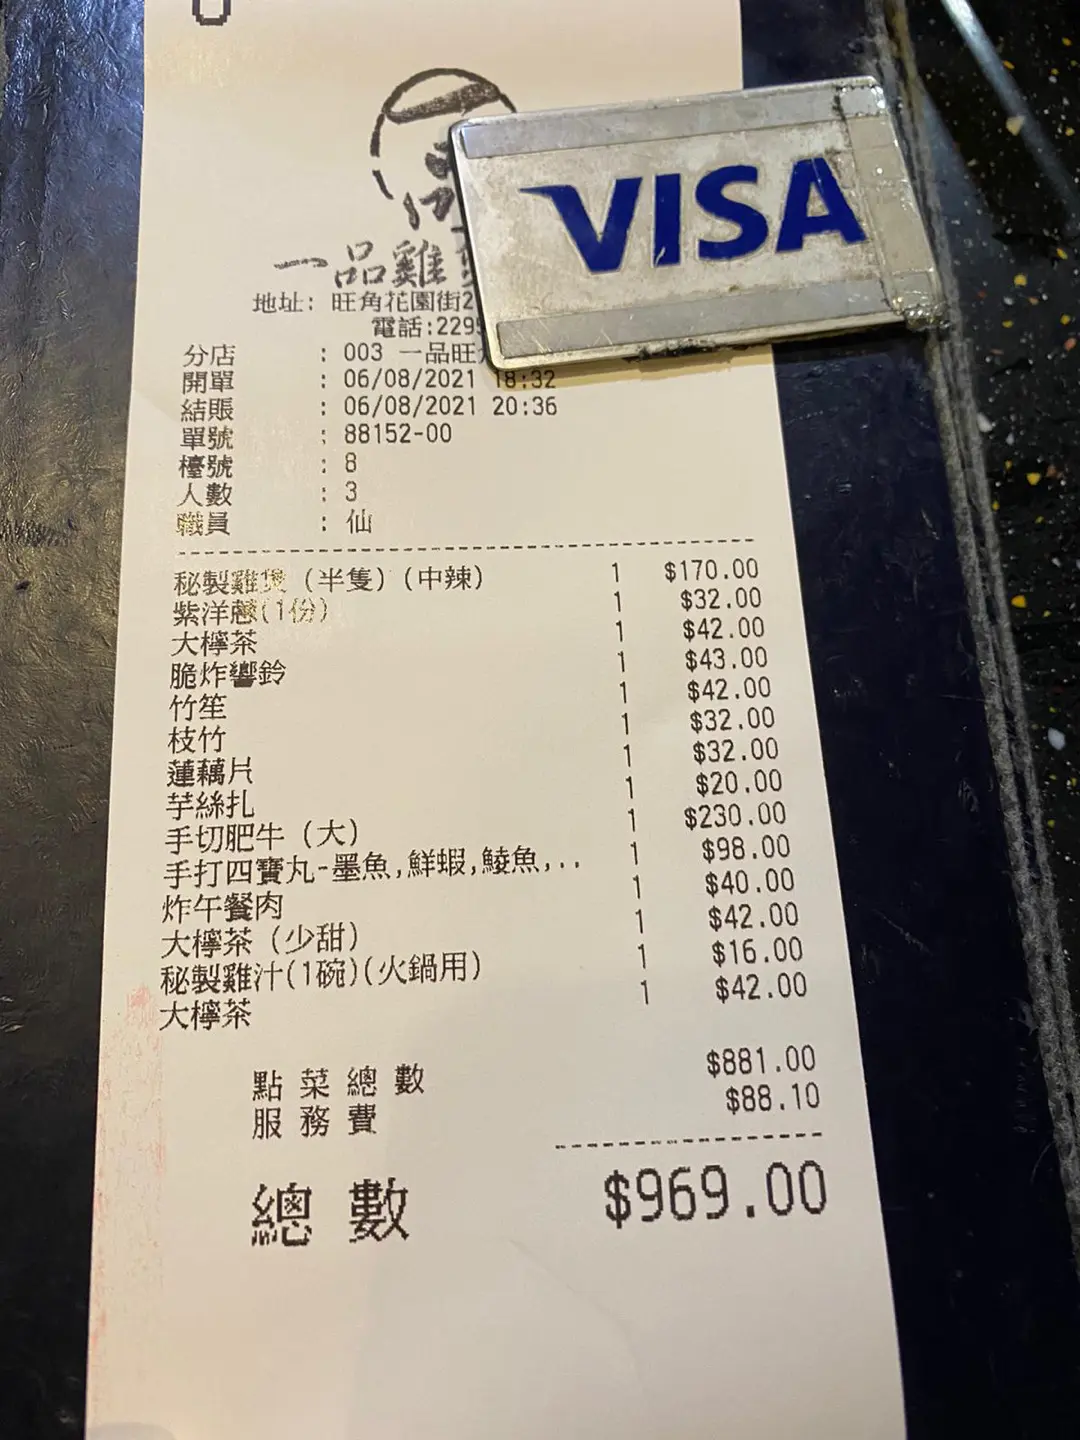 VISA
一品雞
地址: 旺角花園街2
電話:229
分店 : 003 一品旺
開單 : 06/08/2021 18:32
結賬 : 06/08/2021 20:36
單號 : 88152-00
檯號 : 8
人數 : 3
職員 : 仙
秘製雞煲 (半隻) (中辣) 1 $170.00
紫洋蔥(1份) 1 $32.00
大檸茶 1 $42.00
脆炸響鈴 1 $43.00
竹笙 1 $42.00
枝竹 1 $32.00
蓮藕片 1 $32.00
芋絲扎 1 $20.00
手切肥牛 (大) 1 $230.00
手打四寶丸-墨魚,鮮蝦,鯪魚,... 1 $98.00
炸午餐肉 1 $40.00
大檸茶 (少甜) 1 $42.00
秘製雞汁(1碗)(火鍋用) 1 $16.00
大檸茶 1 $42.00
點菜總數 $881.00
服務費 $88.10
總數 $969.00